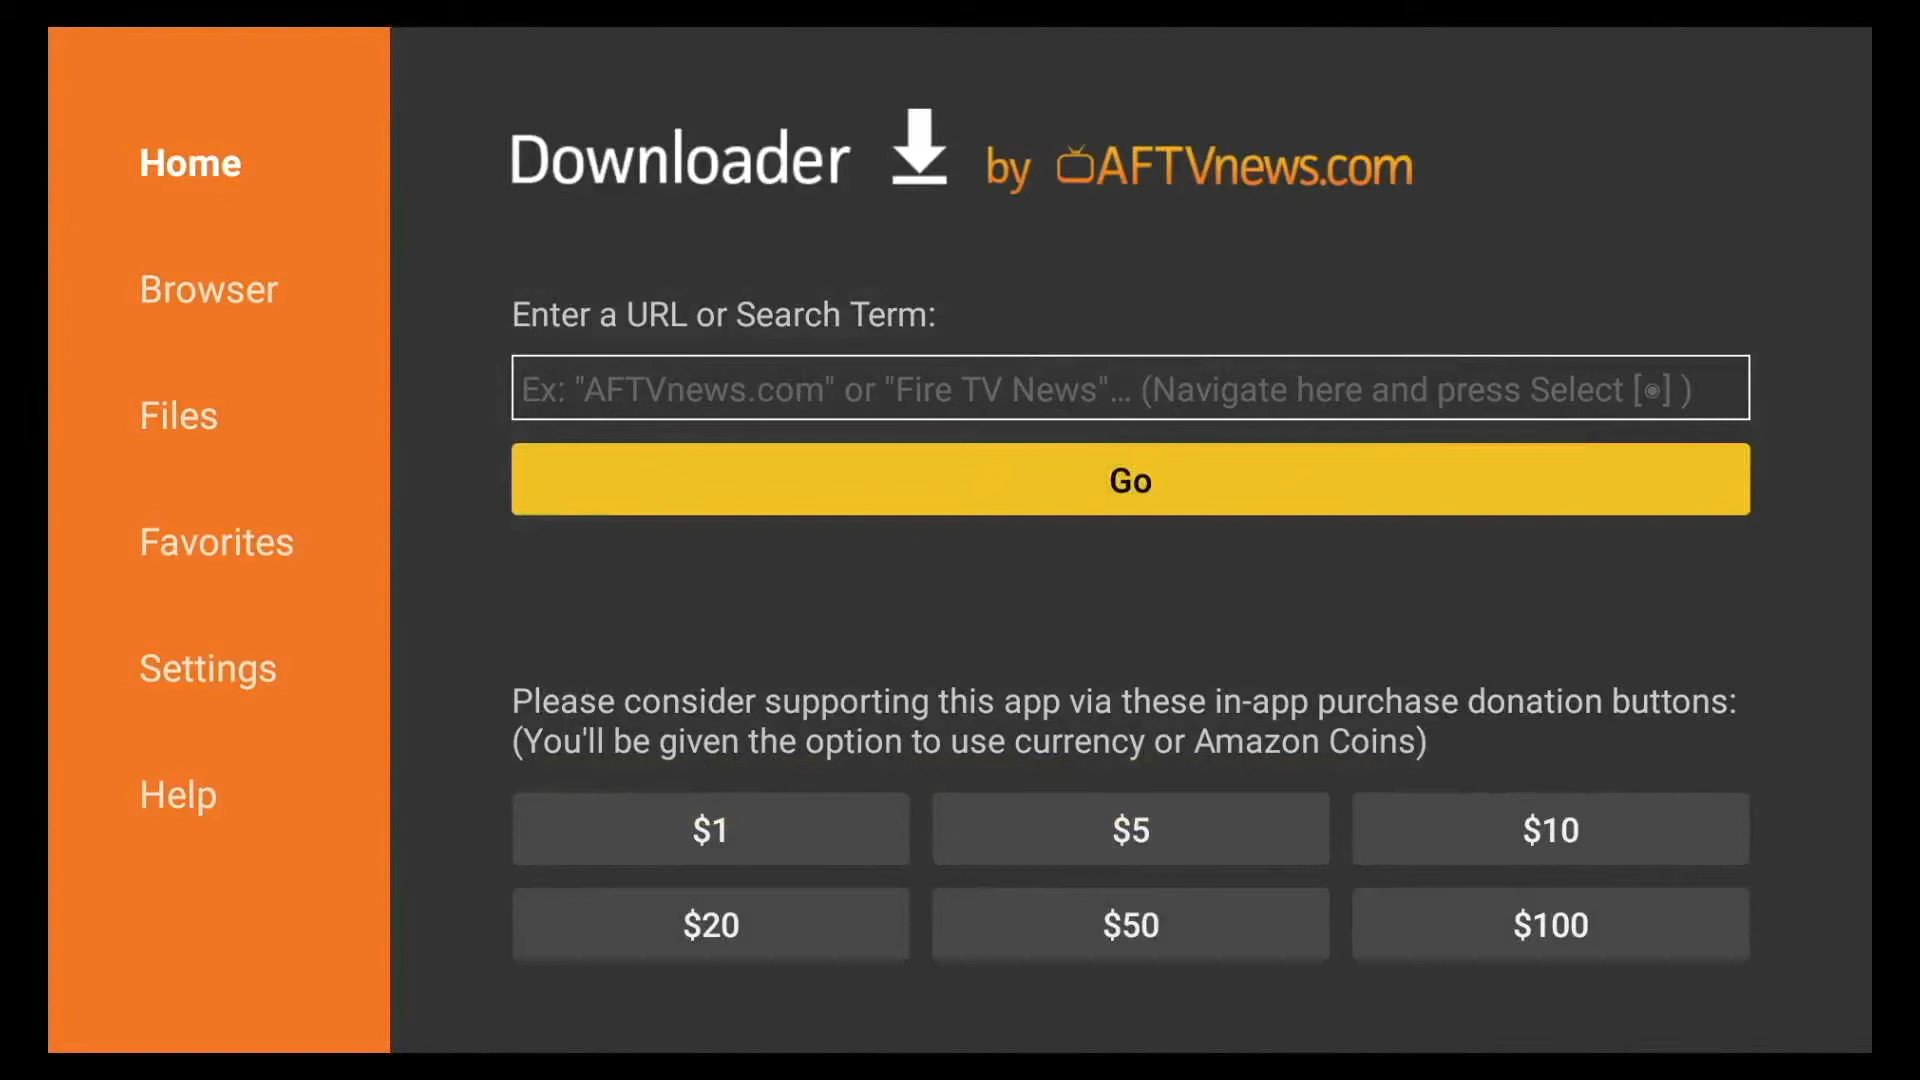 Home
Browser
Files
Favorites
Settings
Help
Downloader by AFTVnews.com
Enter a URL or Search Term:
Ex: "AFTVnews.com" or "Fire TV News"... (Navigate here and press Select [◉] )
Go
Please consider supporting this app via these in-app purchase donation buttons:
(You'll be given the option to use currency or Amazon Coins)
$1 $5 $10
$20 $50 $100